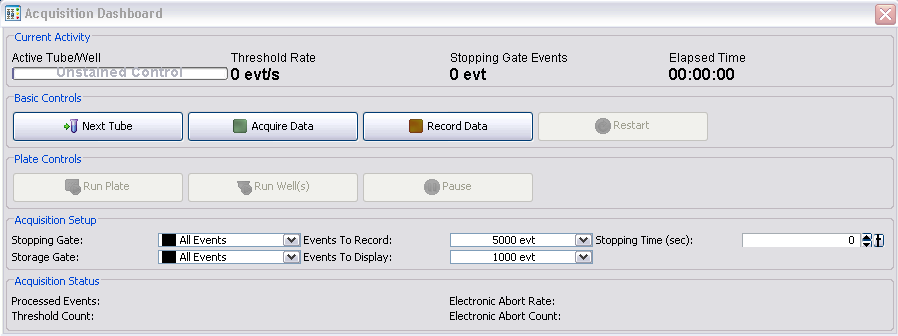 Acquisition Dashboard
Current Activity
Active Tube/Well Threshold Rate Stopping Gate Events Elapsed Time
Unstained Control 0 evt/s 0 evt 00:00:00
Basic Controls
Next Tube Acquire Data Record Data Restart
Plate Controls
Run Plate Run Well(s) Pause
Acquisition Setup
Stopping Gate: All Events Events To Record: 5000 evt Stopping Time (sec): 0
Storage Gate: All Events Events To Display: 1000 evt
Acquisition Status
Processed Events: Electronic Abort Rate:
Threshold Count: Electronic Abort Count: